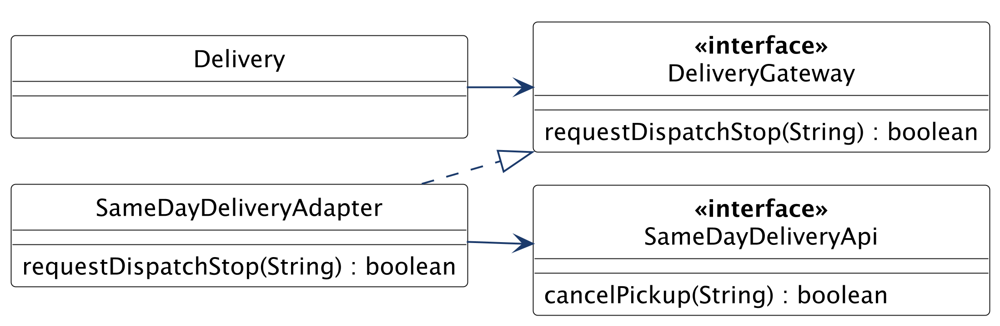 Delivery
«interface»
DeliveryGateway
requestDispatchStop(String) : boolean
SameDayDeliveryAdapter
requestDispatchStop(String) : boolean
«interface»
SameDayDeliveryApi
cancelPickup(String) : boolean